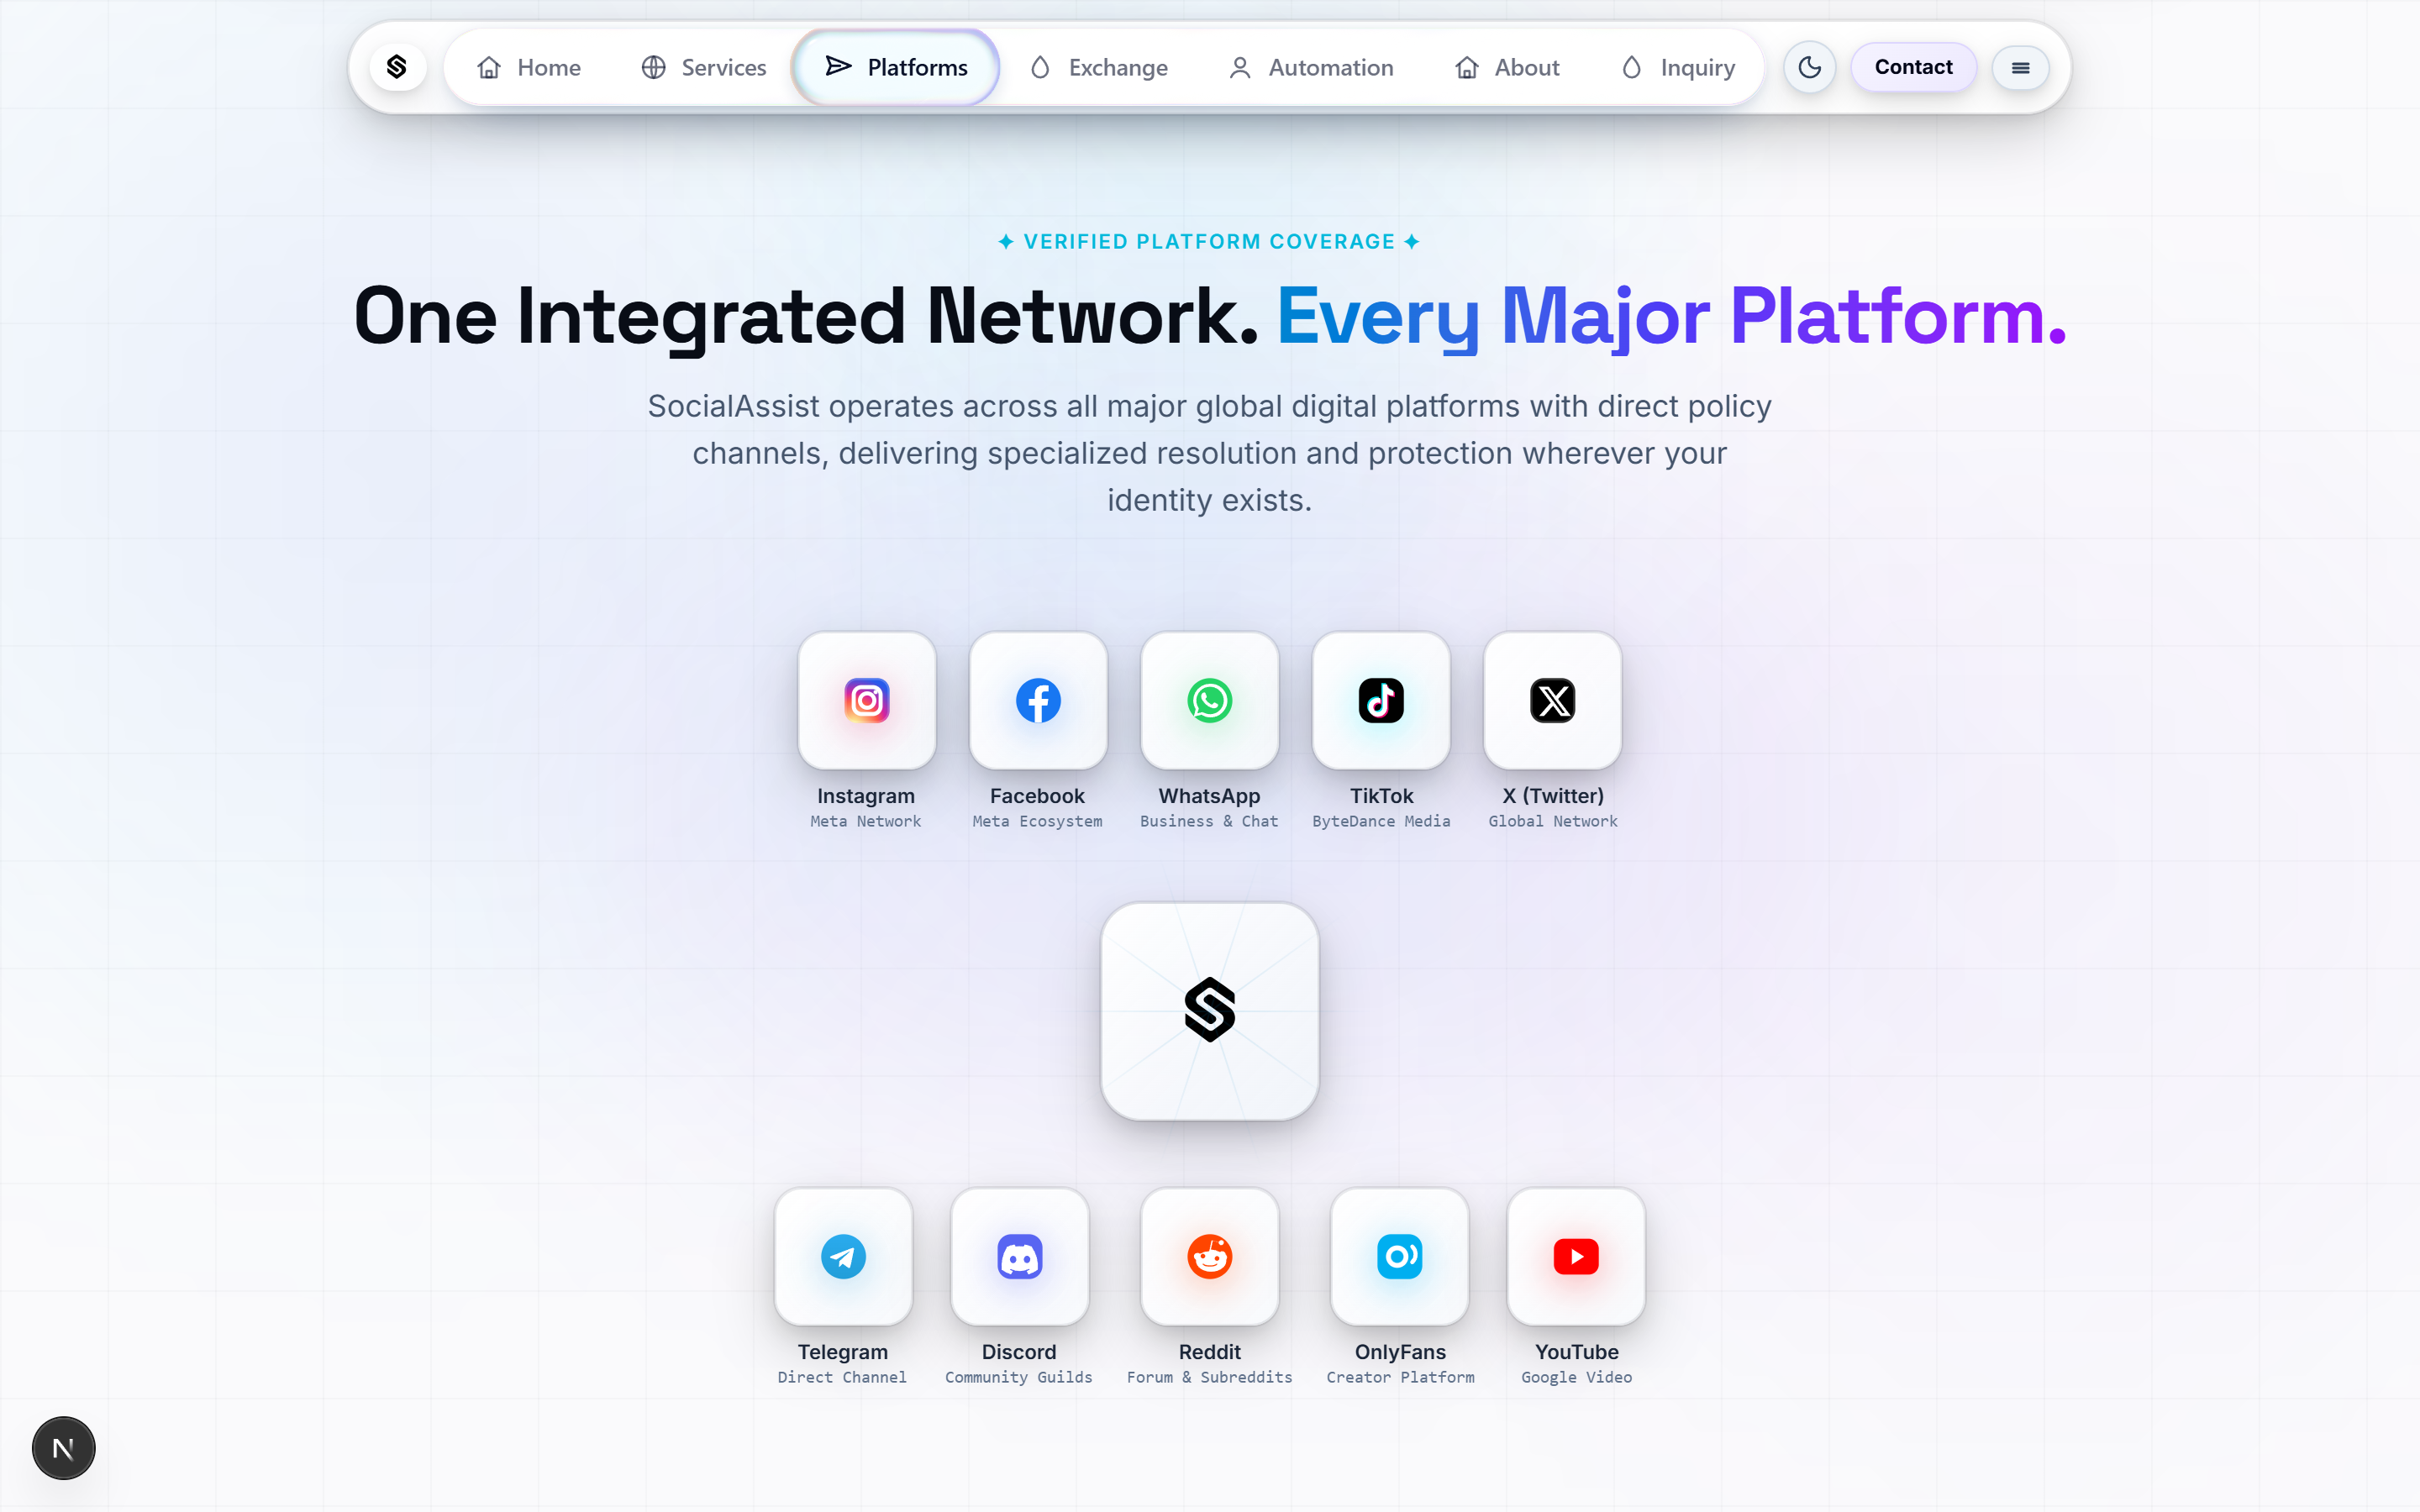 Home Services Platforms Exchange Automation About Inquiry Contact
✦ VERIFIED PLATFORM COVERAGE ✦
One Integrated Network. Every Major Platform.
SocialAssist operates across all major global digital platforms with direct policy
channels, delivering specialized resolution and protection wherever your
identity exists.
Instagram Facebook WhatsApp TikTok X (Twitter)
Meta Network Meta Ecosystem Business & Chat ByteDance Media Global Network
Telegram Discord Reddit OnlyFans YouTube
Direct Channel Community Guilds Forum & Subreddits Creator Platform Google Video
N